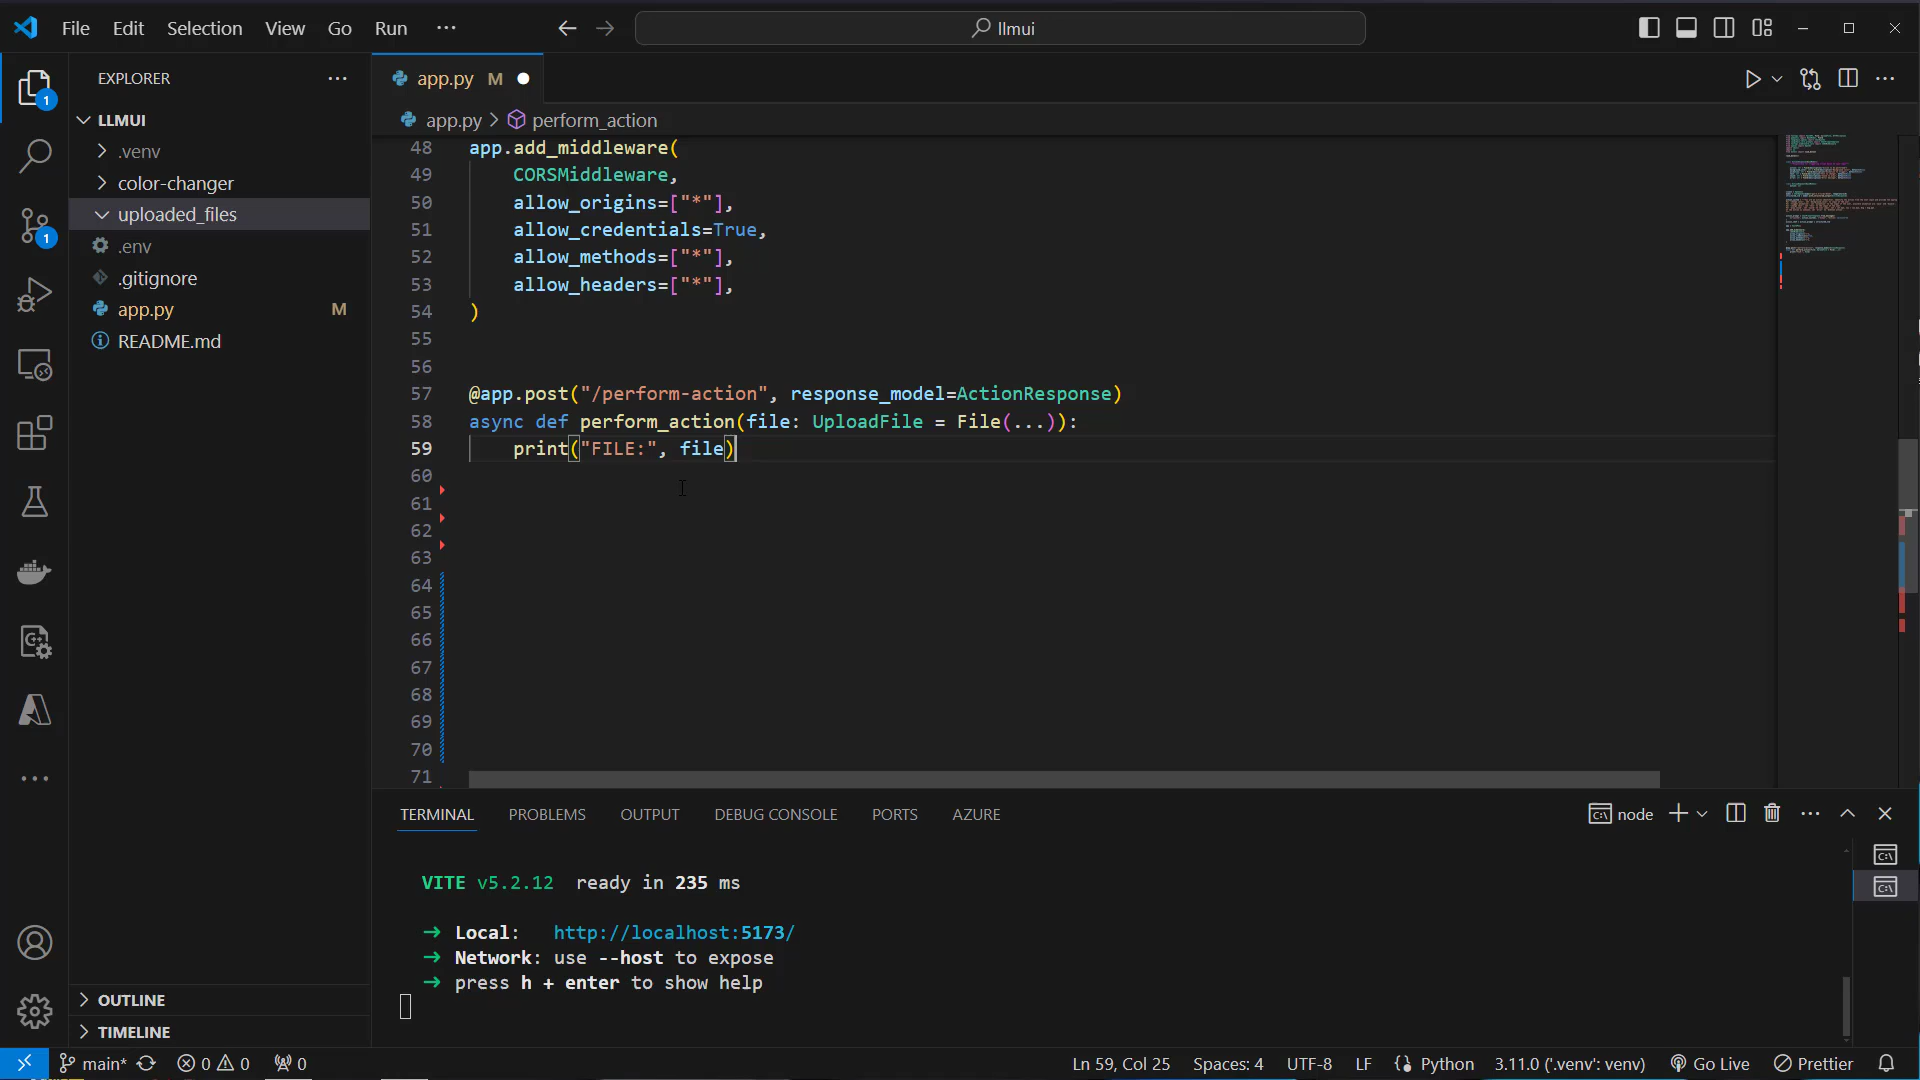 File Edit Selection View Go Run ··· llmui
EXPLORER
LLMUI
.venv
color-changer
uploaded_files
.env
.gitignore
app.py M
README.md
OUTLINE
TIMELINE
1
1
app.py M
app.py > perform_action
48 app.add_middleware(
49 CORSMiddleware,
50 allow_origins=["*"],
51 allow_credentials=True,
52 allow_methods=["*"],
53 allow_headers=["*"],
54 )
55
56
57 @app.post("/perform-action", response_model=ActionResponse)
58 async def perform_action(file: UploadFile = File(...)):
59 print("FILE:", file)
60
61
62
63
64
65
66
67
68
69
70
71
TERMINAL PROBLEMS OUTPUT DEBUG CONSOLE PORTS AZURE node
VITE v5.2.12 ready in 235 ms
➜ Local: http://localhost:5173/
➜ Network: use --host to expose
➜ press h + enter to show help
main* 0 0 0 Ln 59, Col 25 Spaces: 4 UTF-8 LF Python 3.11.0 ('.venv': venv) Go Live Prettier